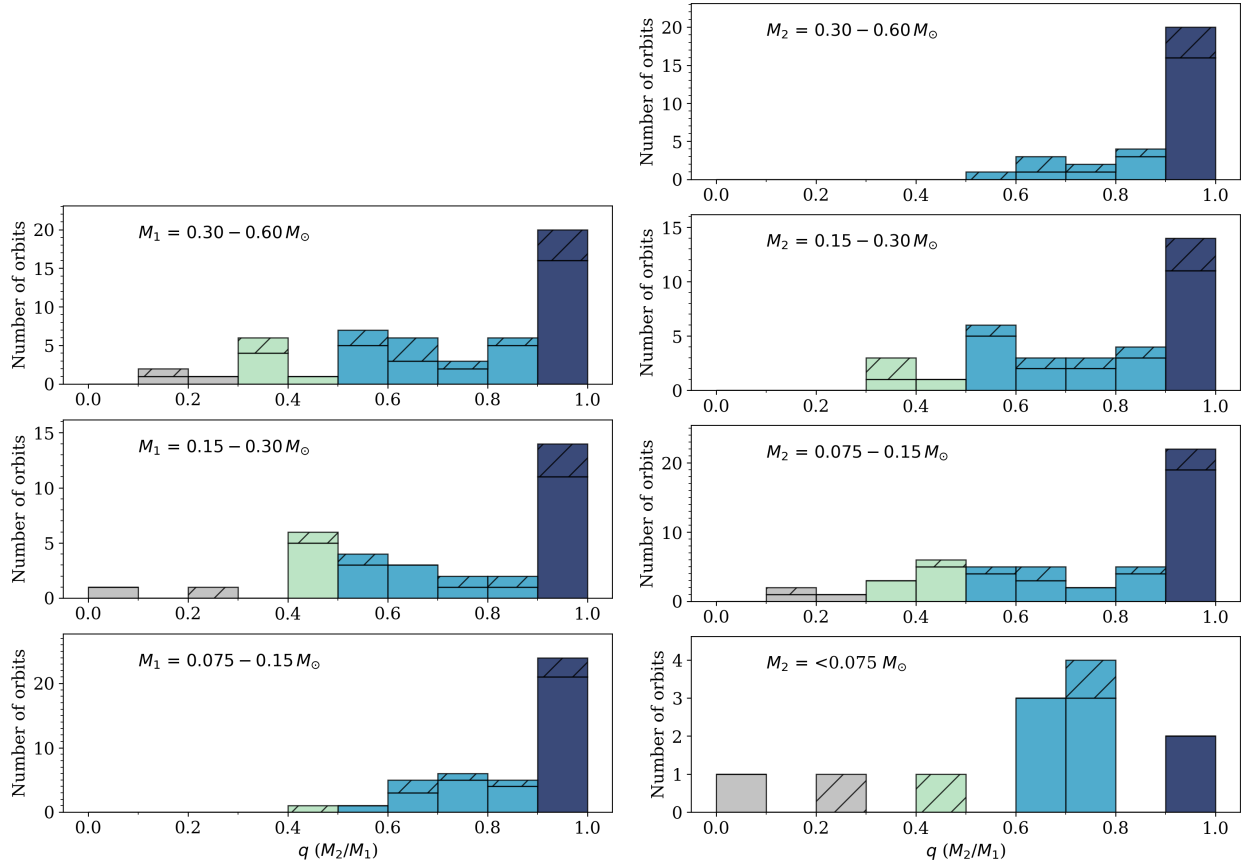 Number of orbits
20
15
10
5
0
M₂ = 0.30 − 0.60 M☉
0.0 0.2 0.4 0.6 0.8 1.0
Number of orbits
20
15
10
5
0
M₁ = 0.30 − 0.60 M☉
0.0 0.2 0.4 0.6 0.8 1.0
Number of orbits
15
10
5
0
M₂ = 0.15 − 0.30 M☉
0.0 0.2 0.4 0.6 0.8 1.0
Number of orbits
15
10
5
0
M₁ = 0.15 − 0.30 M☉
0.0 0.2 0.4 0.6 0.8 1.0
Number of orbits
20
10
0
M₂ = 0.075 − 0.15 M☉
0.0 0.2 0.4 0.6 0.8 1.0
Number of orbits
20
10
0
M₁ = 0.075 − 0.15 M☉
0.0 0.2 0.4 0.6 0.8 1.0
q (M₂/M₁)
Number of orbits
4
3
2
1
0
M₂ = <0.075 M☉
0.0 0.2 0.4 0.6 0.8 1.0
q (M₂/M₁)